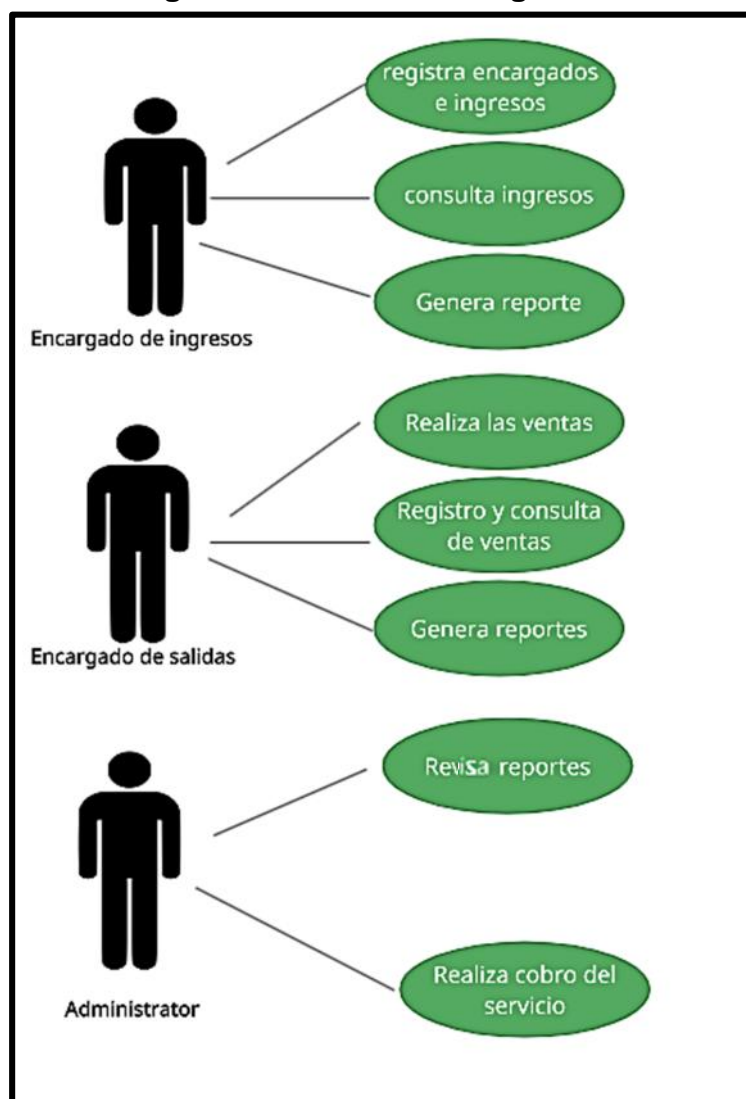 registra encargados
e ingresos
consulta ingresos
Genera reporte
Encargado de ingresos
Realiza las ventas
Registro y consulta
de ventas
Genera reportes
Encargado de salidas
Revisa reportes
Realiza cobro del
servicio
Administrator